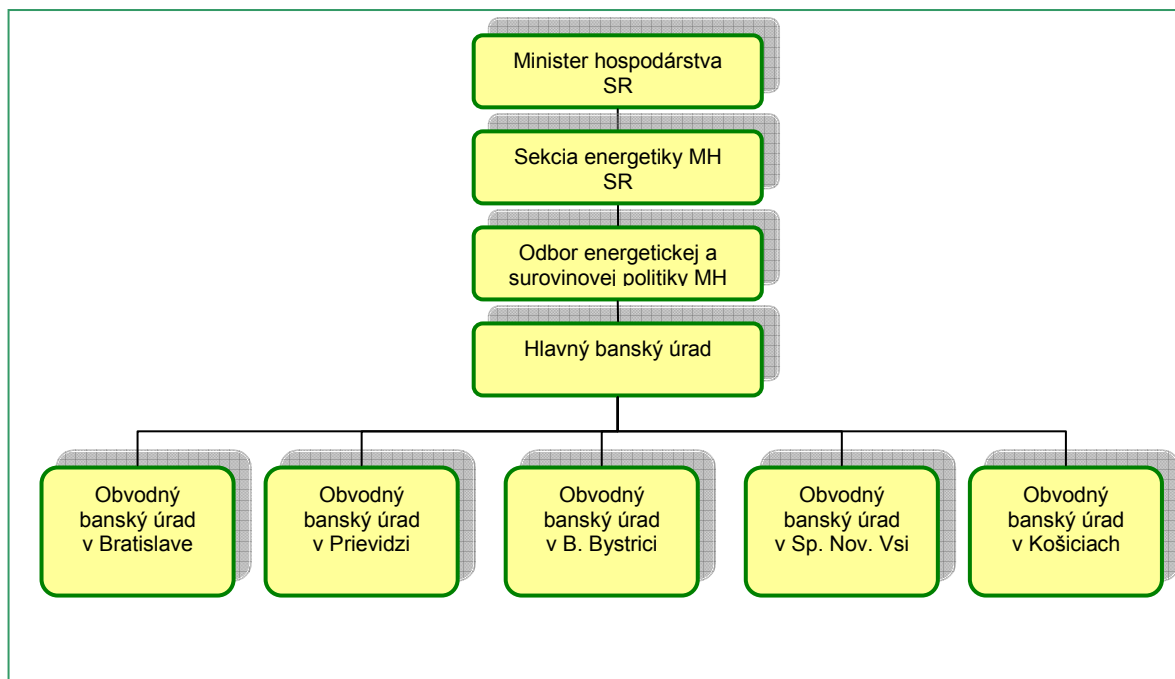 Minister hospodárstva
SR
Sekcia energetiky MH
SR
Odbor energetickej a
surovinovej politiky MH
Hlavný banský úrad
Obvodný
banský úrad
v Bratislave
Obvodný
banský úrad
v Prievidzi
Obvodný
banský úrad
v B. Bystrici
Obvodný
banský úrad
v Sp. Nov. Vsi
Obvodný
banský úrad
v Košiciach